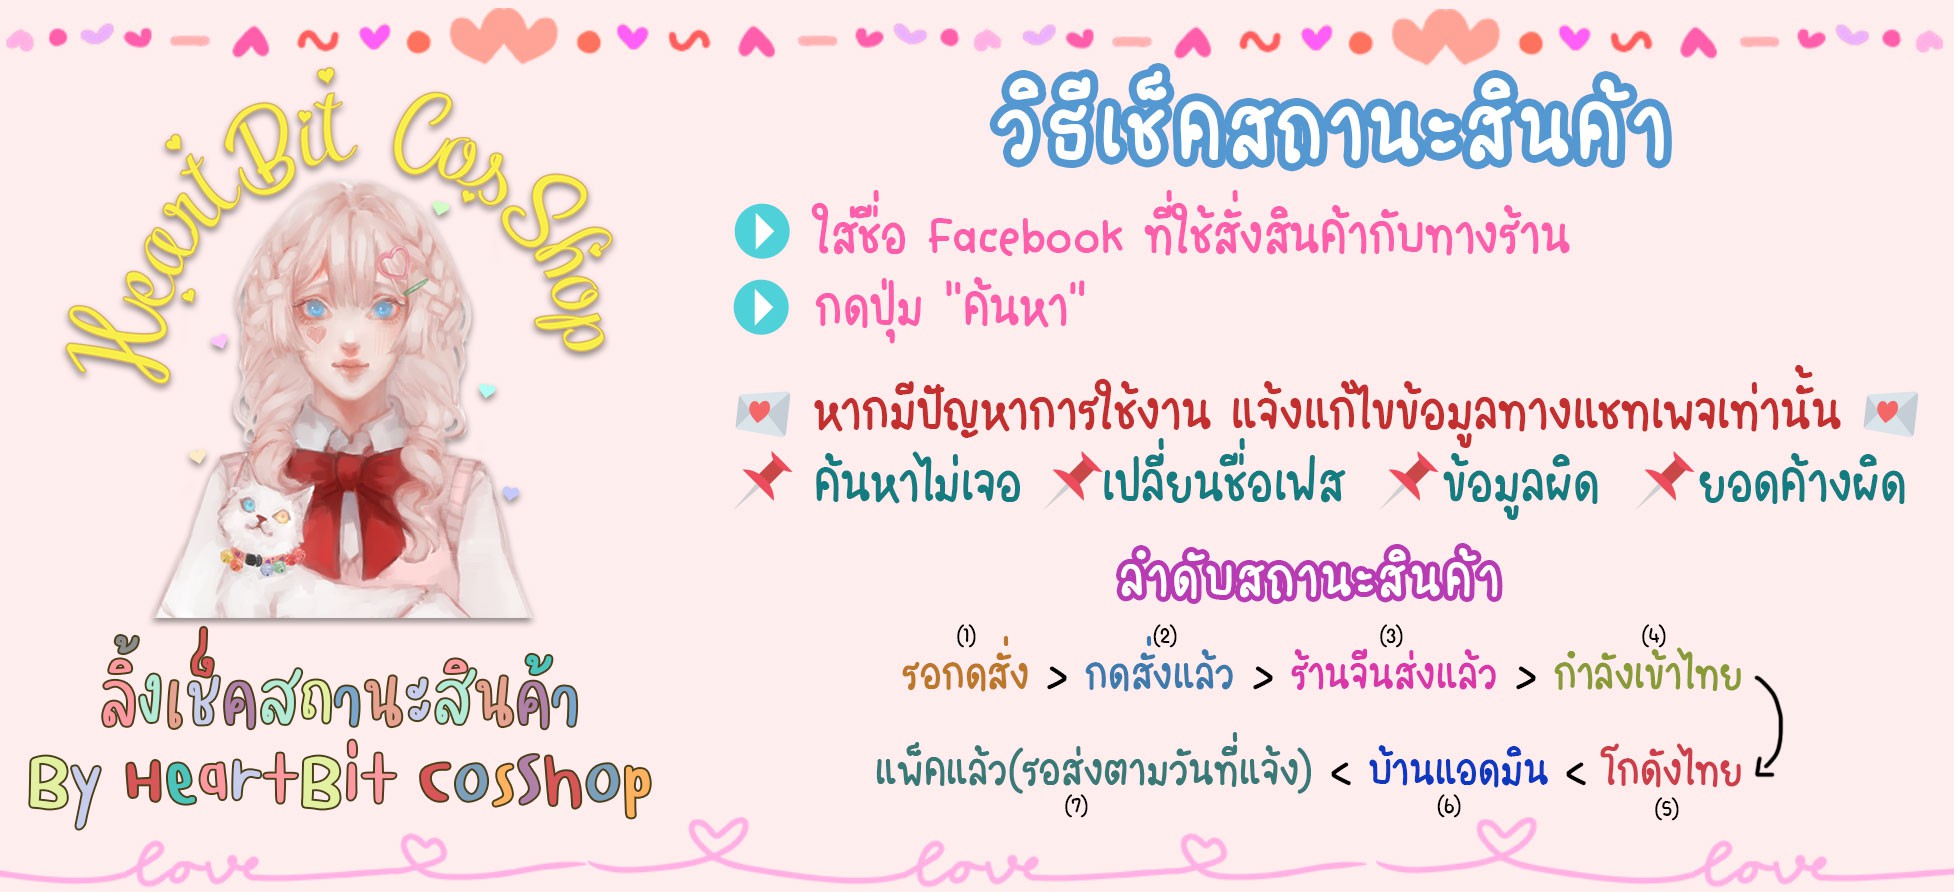 HeartBit CosShop
ลิ้งเช็คสถานะสินค้า
By HeartBit CosShop
วิธีเช็คสถานะสินค้า
ใส่ชื่อ Facebook ที่ใช้สั่งสินค้ากับทางร้าน
กดปุ่ม "ค้นหา"
หากมีปัญหาการใช้งาน แจ้งแก้ไขข้อมูลทางแชทเพจเท่านั้น
ค้นหาไม่เจอ เปลี่ยนชื่อเฟส ข้อมูลผิด ยอดค้างผิด
ลำดับสถานะสินค้า
(1) (2) (3) (4)
รอกดสั่ง > กดสั่งแล้ว > ร้านจีนส่งแล้ว > กำลังเข้าไทย
แพ็คแล้ว(รอส่งตามวันที่แจ้ง) < บ้านแอดมิน < โกดังไทย
(7) (6) (5)
love love love